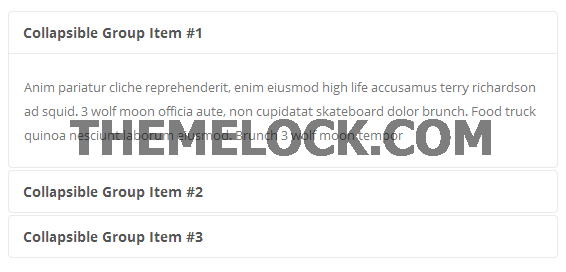 Collapsible Group Item #1
Anim pariatur cliche reprehenderit, enim eiusmod high life accusamus terry richardson
ad squid. 3 wolf moon officia aute, non cupidatat skateboard dolor brunch. Food truck
quinoa nesciunt laborum eiusmod. Brunch 3 wolf moon tempor
THEMELOCK.COM
Collapsible Group Item #2
Collapsible Group Item #3